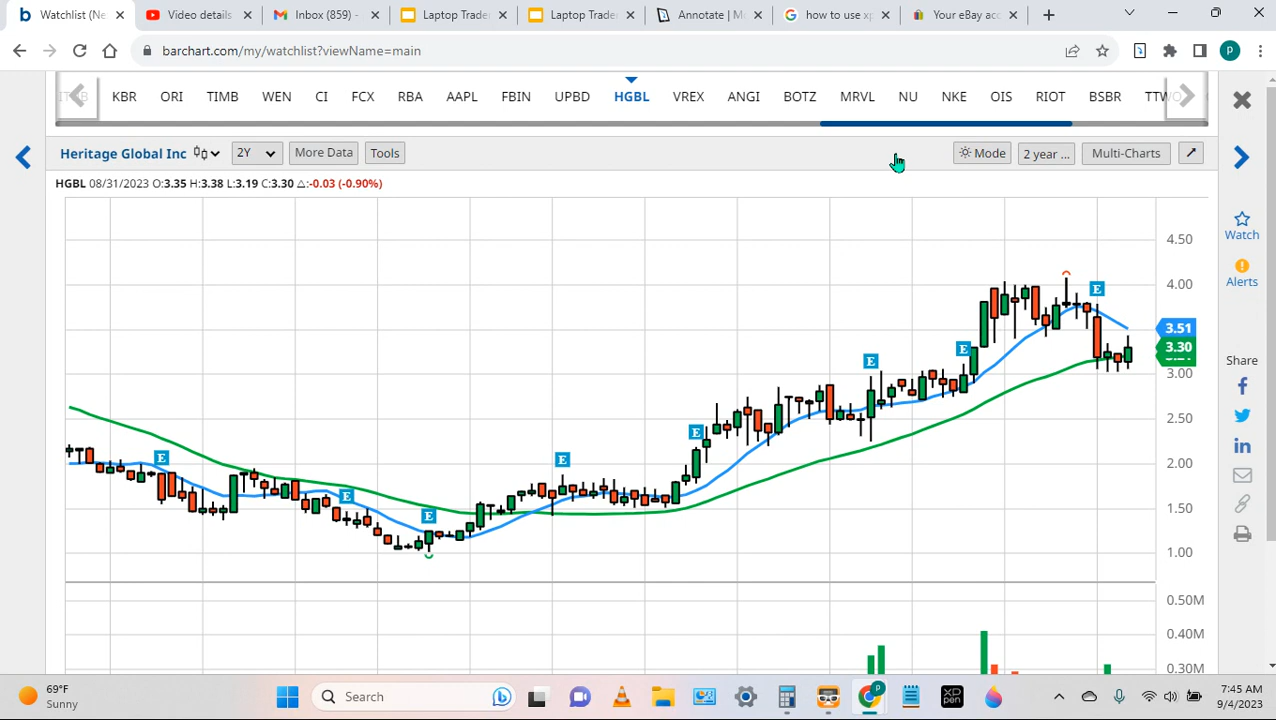 b Watchlist (Ne × Video details × Inbox (859) - × Laptop Trade × Laptop Trade × Annotate | M × how to use xp × Your eBay acc ×
barchart.com/my/watchlist?viewName=main P
KBR ORI TIMB WEN CI FCX RBA AAPL FBIN UPBD HGBL VREX ANGI BOTZ MRVL NU NKE OIS RIOT BSBR TTWO
Heritage Global Inc 2Y More Data Tools Mode 2 year ... Multi-Charts
HGBL 08/31/2023 O:3.35 H:3.38 L:3.19 C:3.30 △:-0.03 (-0.90%)
Watch
Alerts
Share
4.50
4.00
3.51
3.30
3.00
2.50
2.00
1.50
1.00
0.50M
0.40M
0.30M
E
E
E
E
E
E
E
E
69°F
Sunny
Search
7:45 AM
9/4/2023